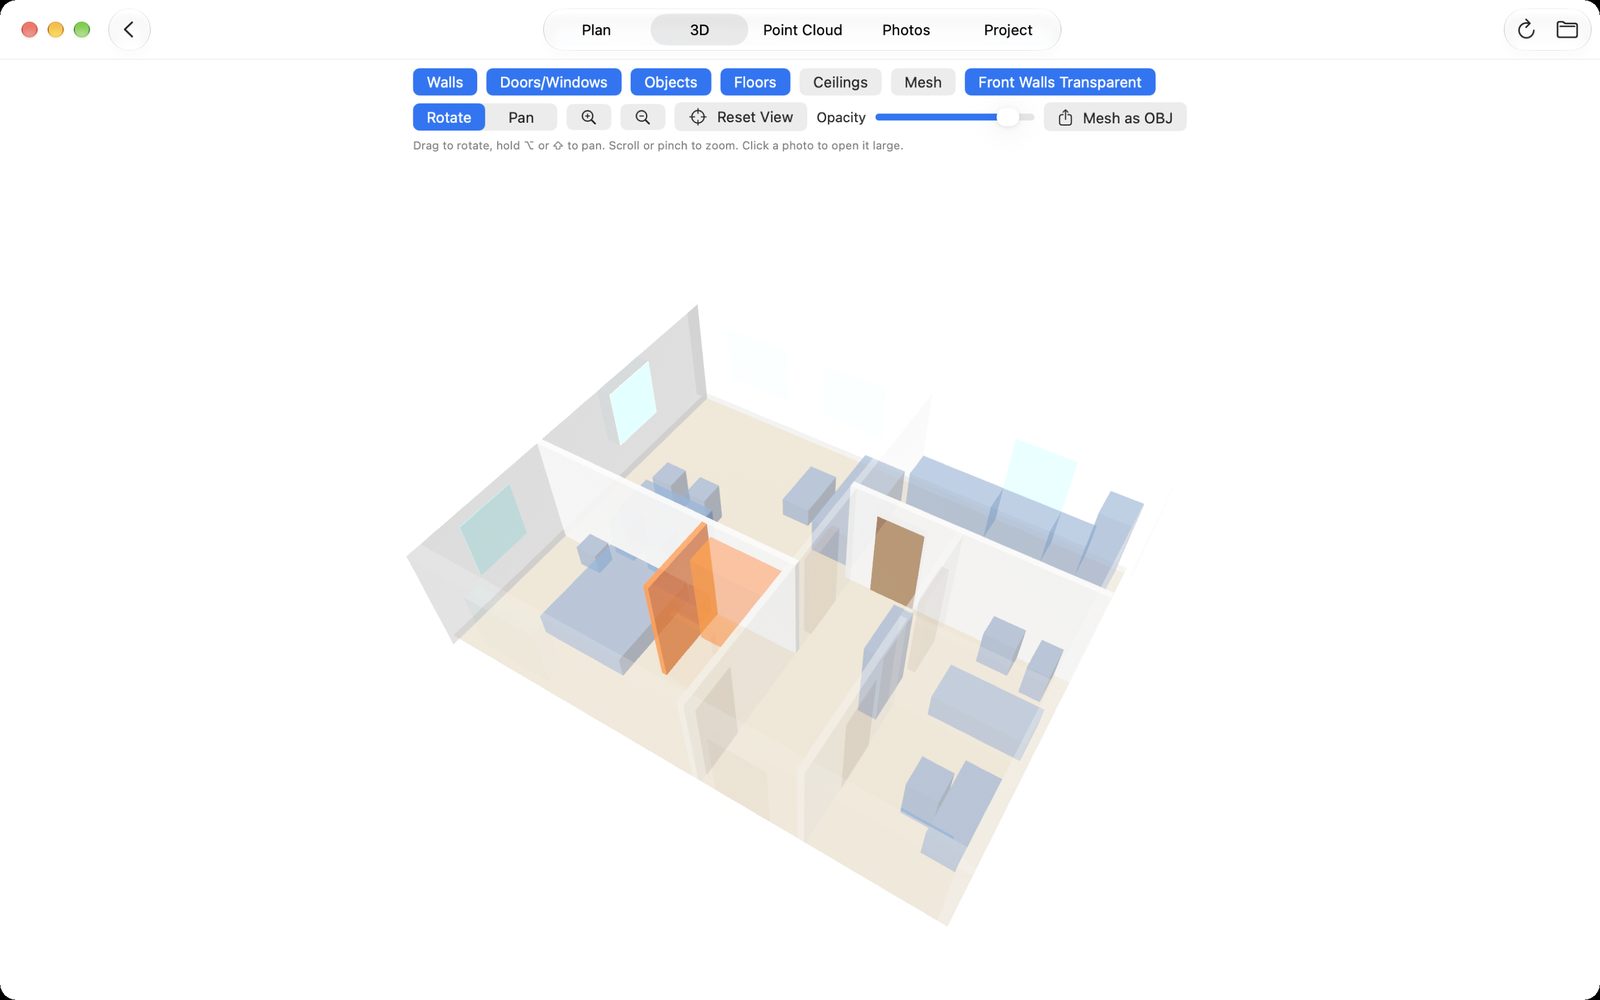 Plan 3D Point Cloud Photos Project
Walls Doors/Windows Objects Floors Ceilings Mesh Front Walls Transparent
Rotate Pan Reset View Opacity Mesh as OBJ
Drag to rotate, hold ⌥ or ⇧ to pan. Scroll or pinch to zoom. Click a photo to open it large.